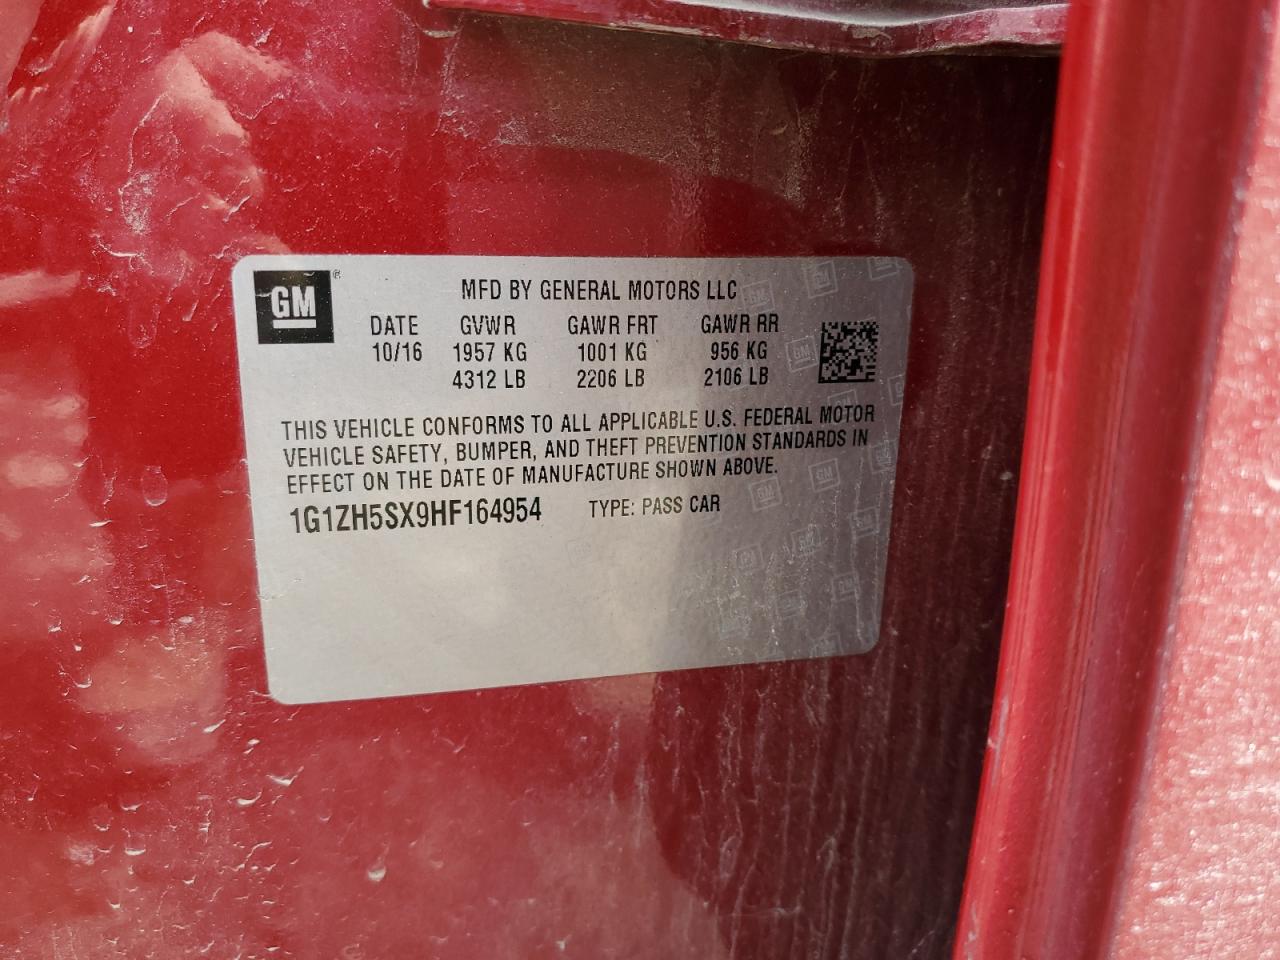 GM®
MFD BY GENERAL MOTORS LLC
DATE GVWR GAWR FRT GAWR RR
10/16 1957 KG 1001 KG 956 KG
4312 LB 2206 LB 2106 LB
THIS VEHICLE CONFORMS TO ALL APPLICABLE U.S. FEDERAL MOTOR
VEHICLE SAFETY, BUMPER, AND THEFT PREVENTION STANDARDS IN
EFFECT ON THE DATE OF MANUFACTURE SHOWN ABOVE.
1G1ZH5SX9HF164954 TYPE: PASS CAR